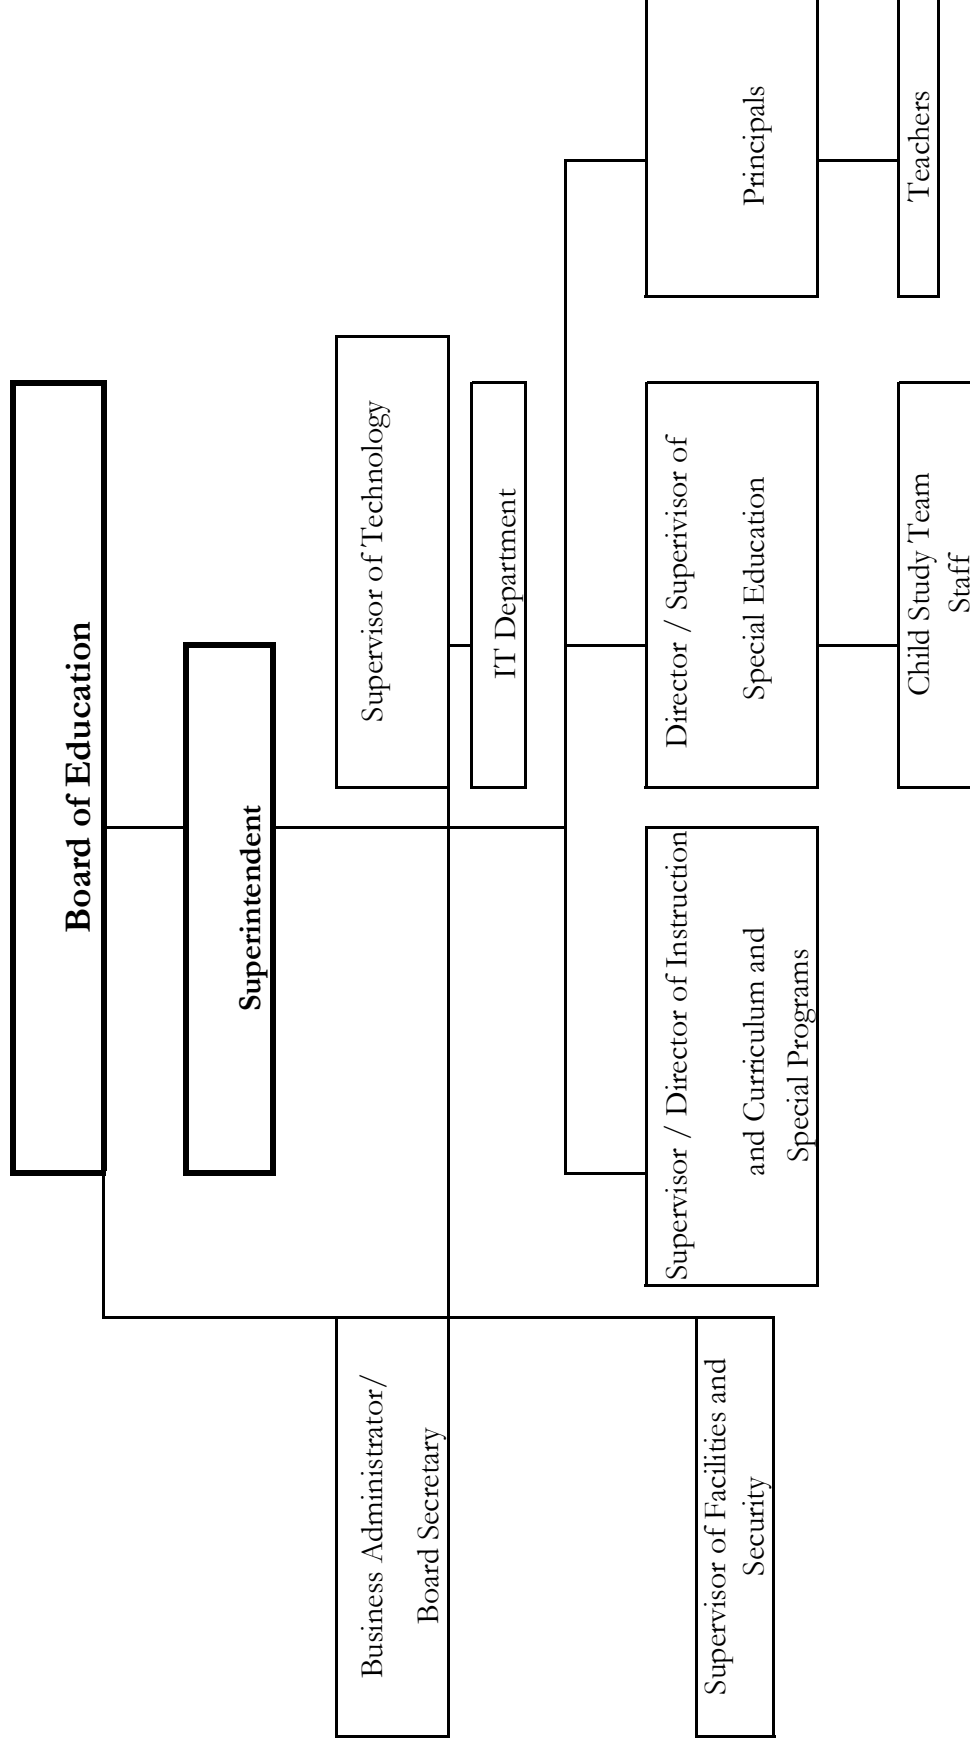 Board of Education
Superintendent
Business Administrator/
Board Secretary
Supervisor of Technology
IT Department
Supervisor / Director of Instruction
and Curriculum and
Special Programs
Director / Superivisor of
Special Education
Principals
Supervisor of Facilities and
Security
Child Study Team
Staff
Teachers